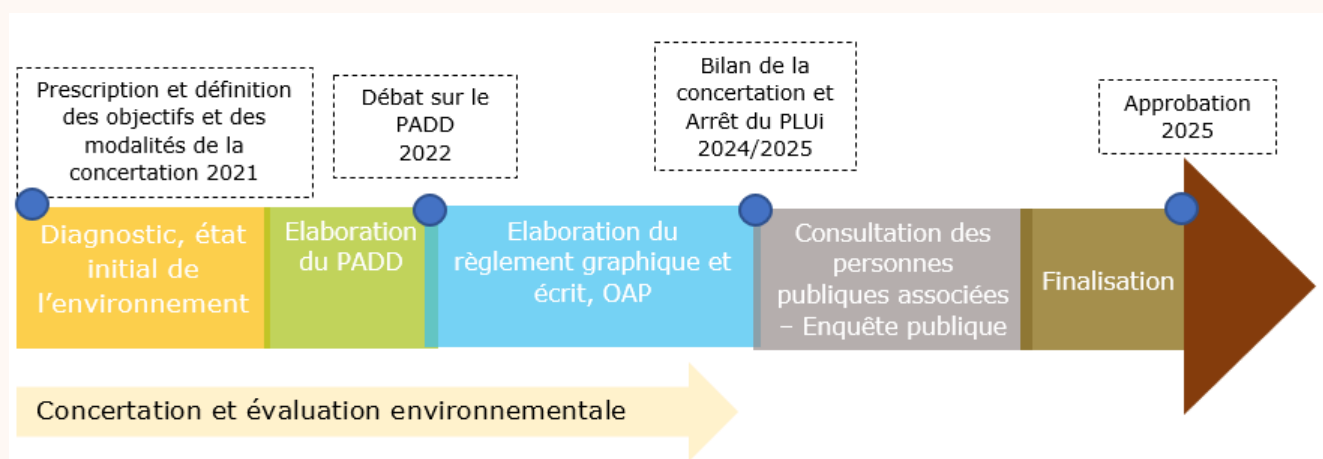 Prescription et définition
des objectifs et des
modalités de la
concertation 2021
Débat sur le
PADD
2022
Bilan de la
concertation et
Arrêt du PLUi
2024/2025
Approbation
2025
Diagnostic, état
initial de
l’environnement
Elaboration
du PADD
Elaboration du
règlement graphique et
écrit, OAP
Consultation des
personnes
publiques associées
– Enquête publique
Finalisation
Concertation et évaluation environnementale